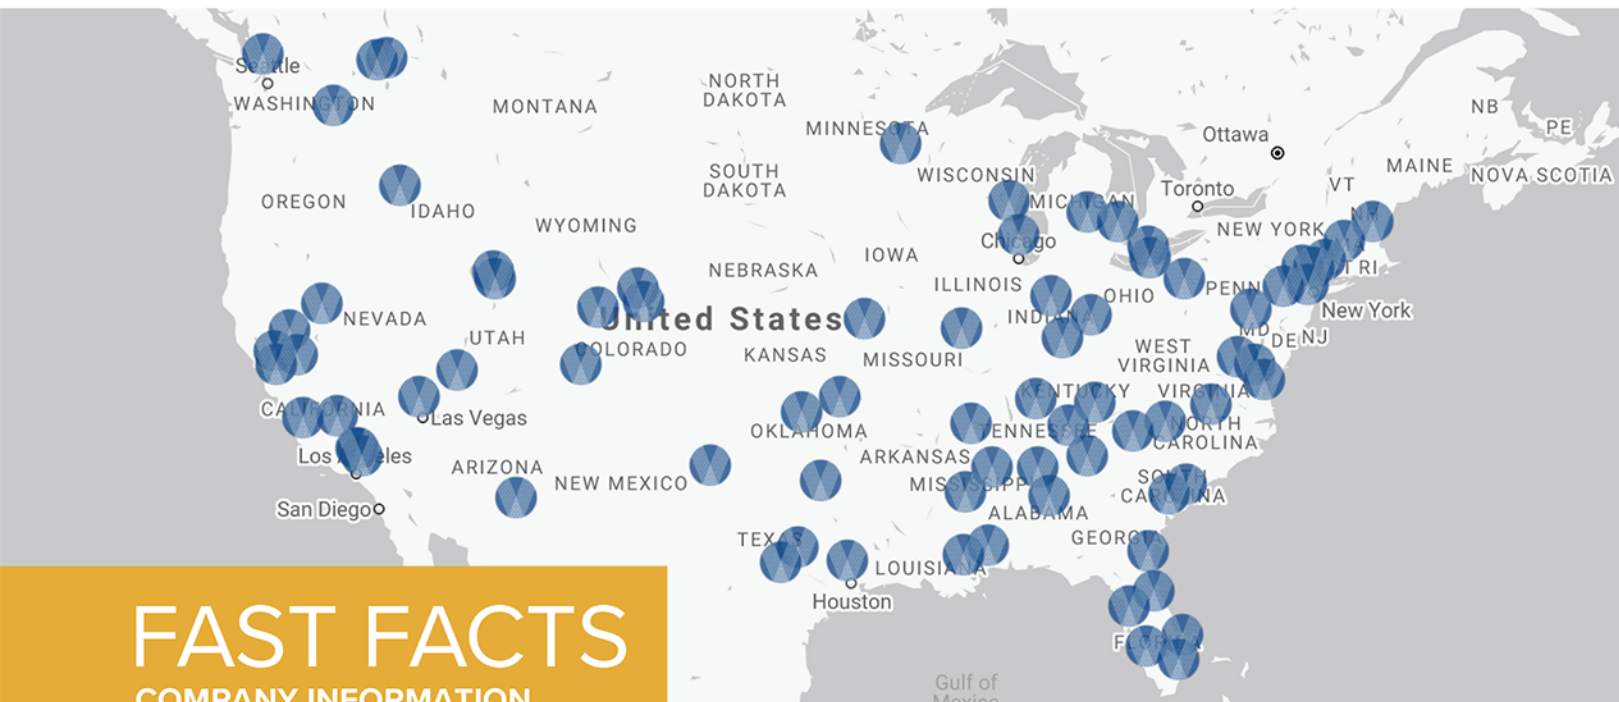 NORTH
DAKOTA
NB
MONTANA
Seattle
WASHINGTON
MINNESOTA
PE
Ottawa
MAINE
NOVA SCOTIA
SOUTH
DAKOTA
WISCONSIN
VT
Toronto
OREGON
IDAHO
MICHIGAN
NH
WYOMING
NEW YORK
Chicago
IOWA
MA
NEBRASKA
CT RI
ILLINOIS
OHIO
PENN
NEVADA
United States
INDIANA
New York
UTAH
MD
DE
NJ
COLORADO
KANSAS
MISSOURI
WEST
VIRGINIA
KENTUCKY
VIRGINIA
CALIFORNIA
Las Vegas
OKLAHOMA
TENNESSEE
NORTH
CAROLINA
Los Angeles
ARIZONA
NEW MEXICO
ARKANSAS
MISSISSIPPI
SOUTH
CAROLINA
San Diego
ALABAMA
TEXAS
GEORGIA
LOUISIANA
Houston
FLORIDA
Gulf of
Mexico
FAST FACTS
COMPANY INFORMATION